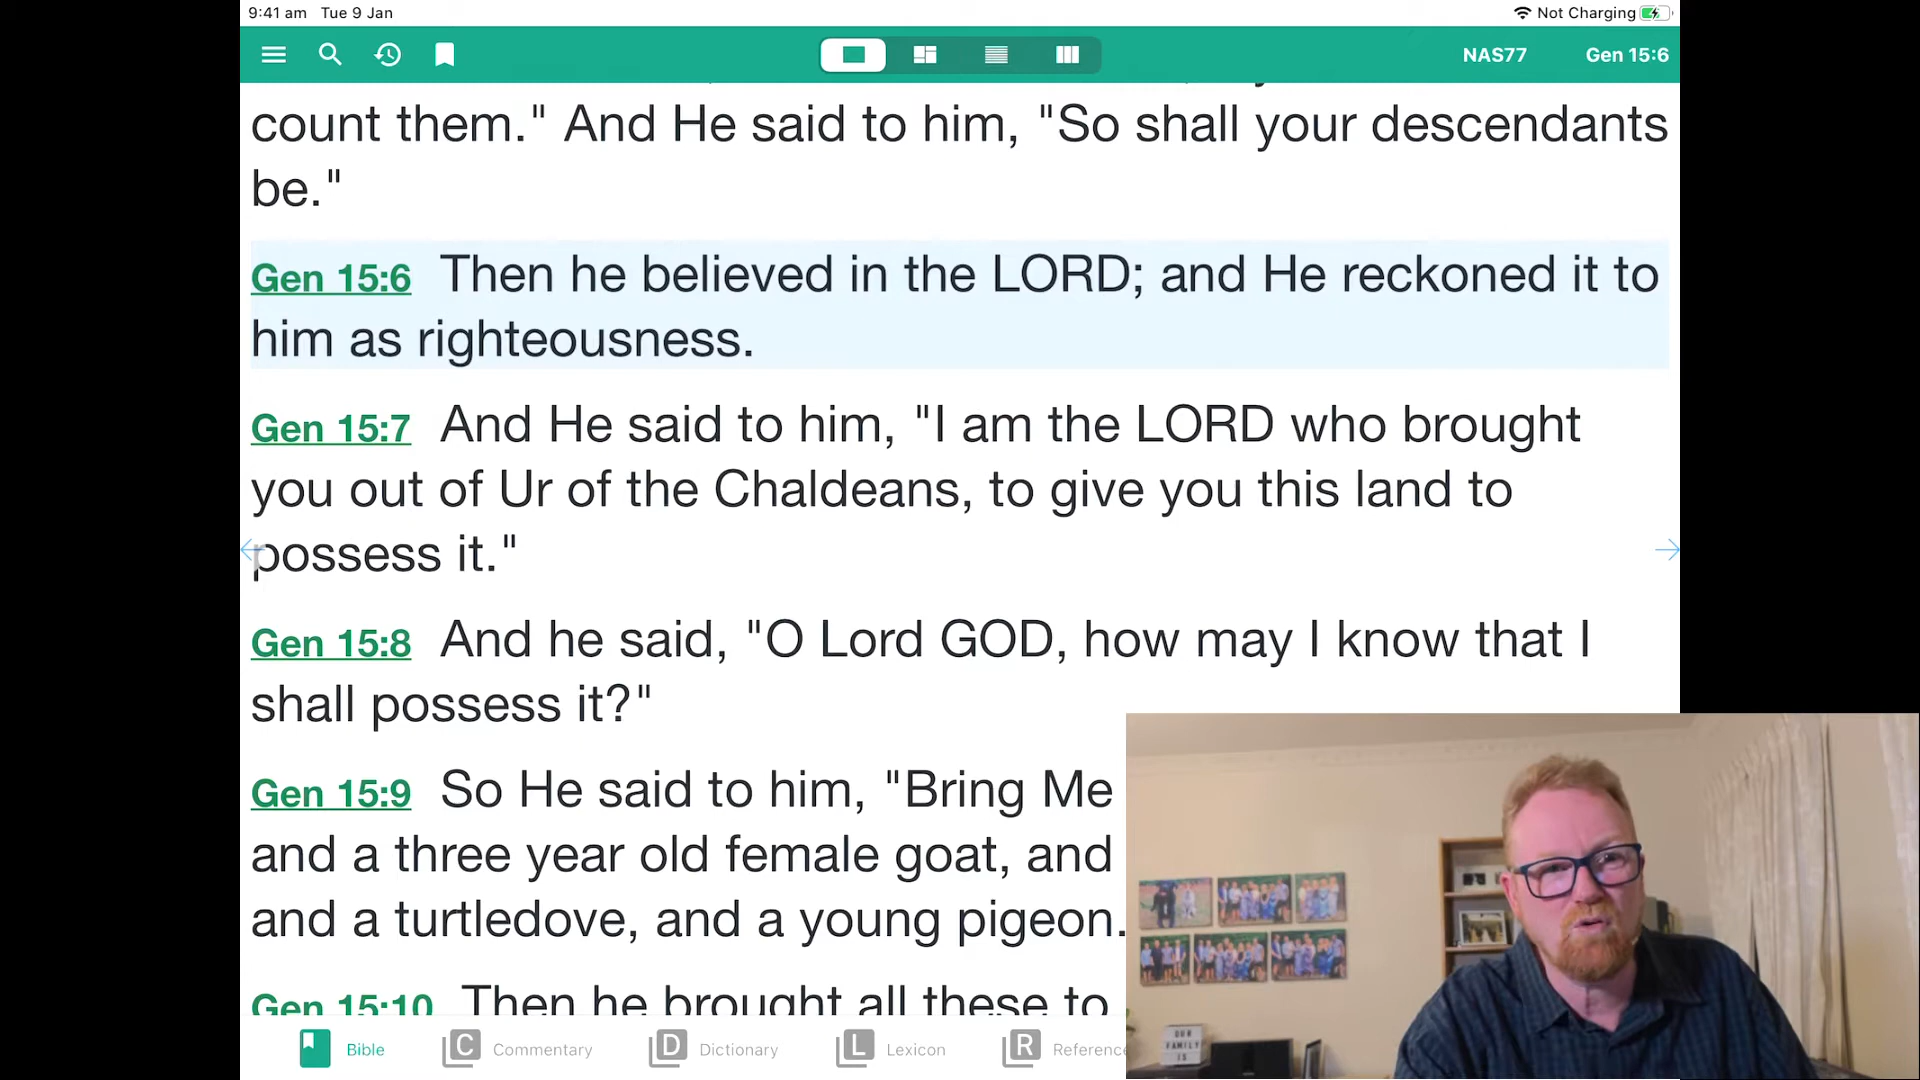 9:41 am Tue 9 Jan Not Charging
NAS77 Gen 15:6
count them." And He said to him, "So shall your descendants
be."
Gen 15:6 Then he believed in the LORD; and He reckoned it to
him as righteousness.
Gen 15:7 And He said to him, "I am the LORD who brought
you out of Ur of the Chaldeans, to give you this land to
possess it."
Gen 15:8 And he said, "O Lord GOD, how may I know that I
shall possess it?"
Gen 15:9 So He said to him, "Bring Me
and a three year old female goat, and
and a turtledove, and a young pigeon.
Gen 15:10 Then he brought all these to
Bible C Commentary D Dictionary L Lexicon R Reference
OUR
FAMILY
IS